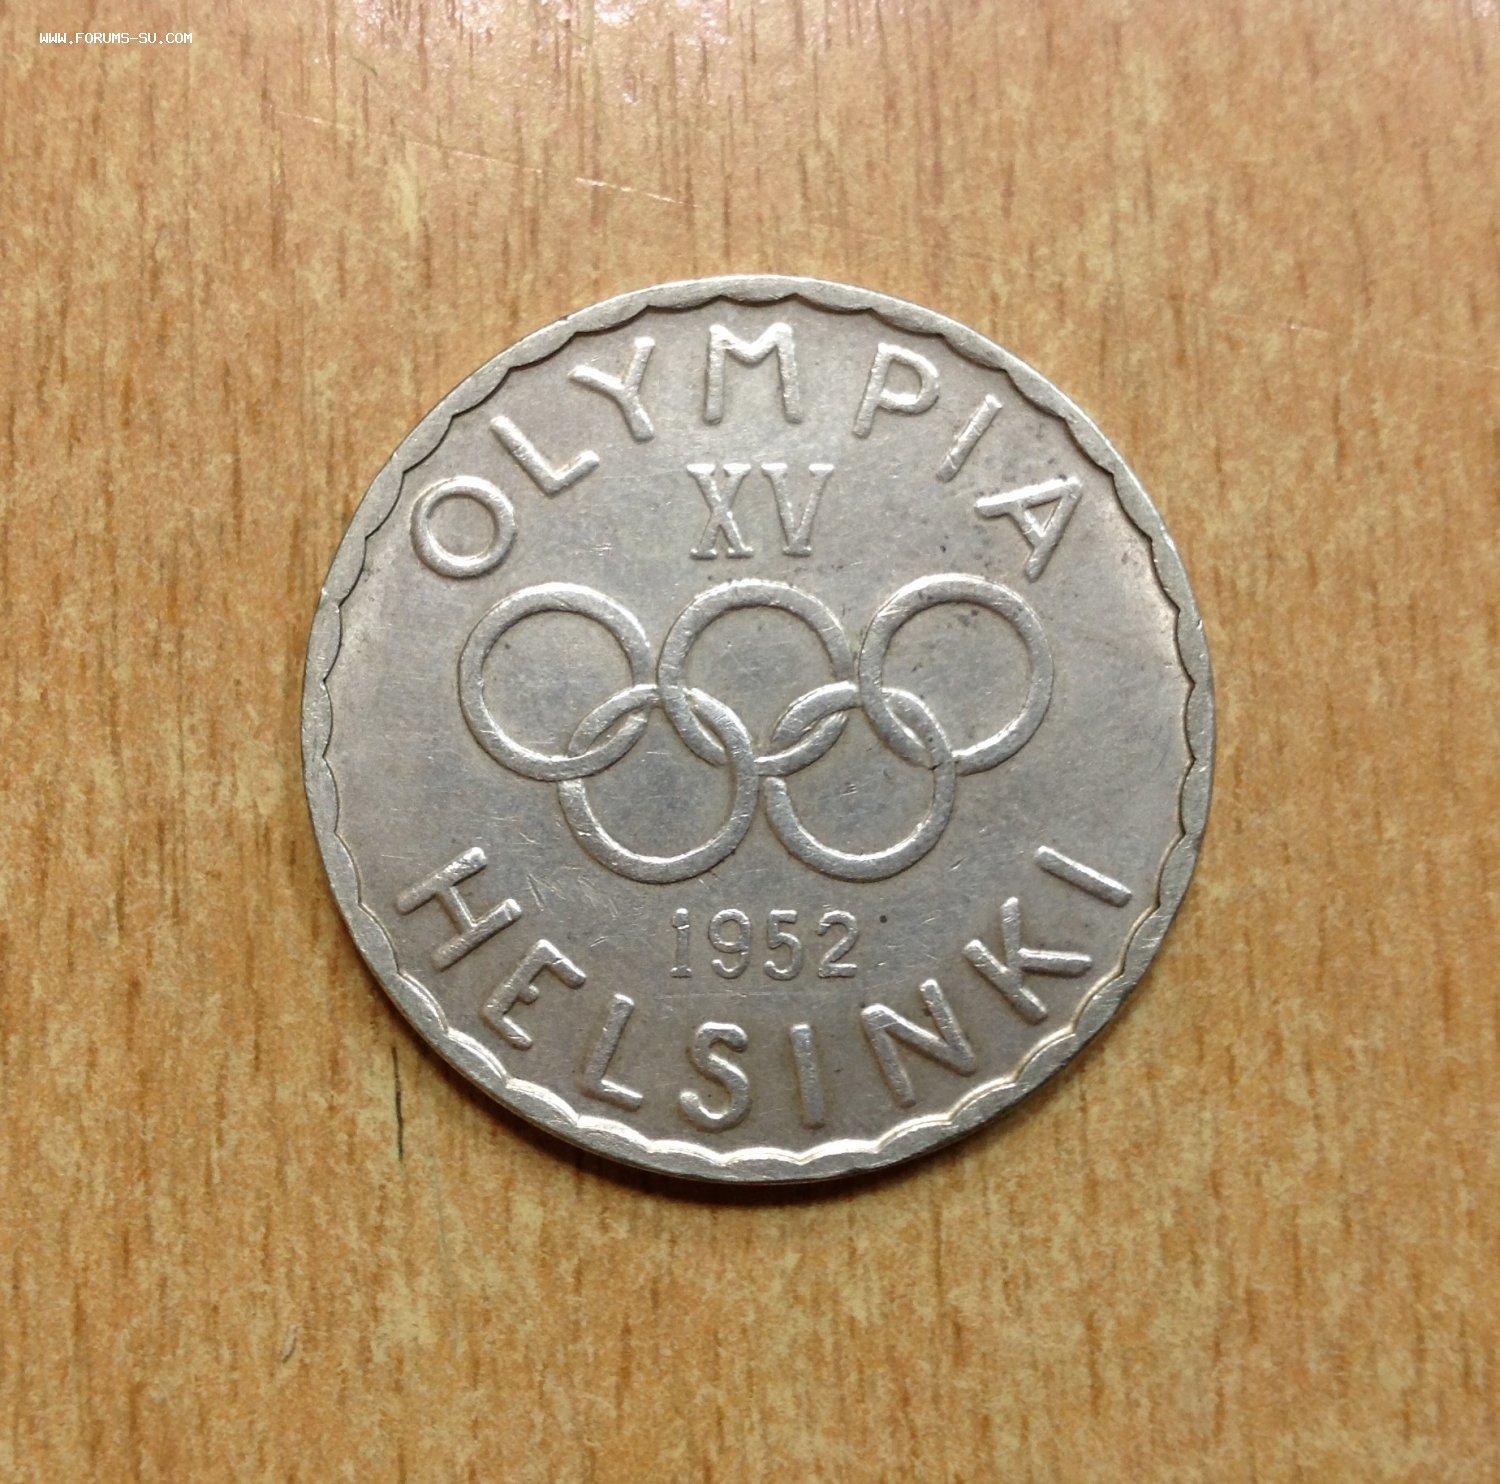 WWW.FORUMS-SU.COM
OLYMPIA
XV
1952
HELSINKI